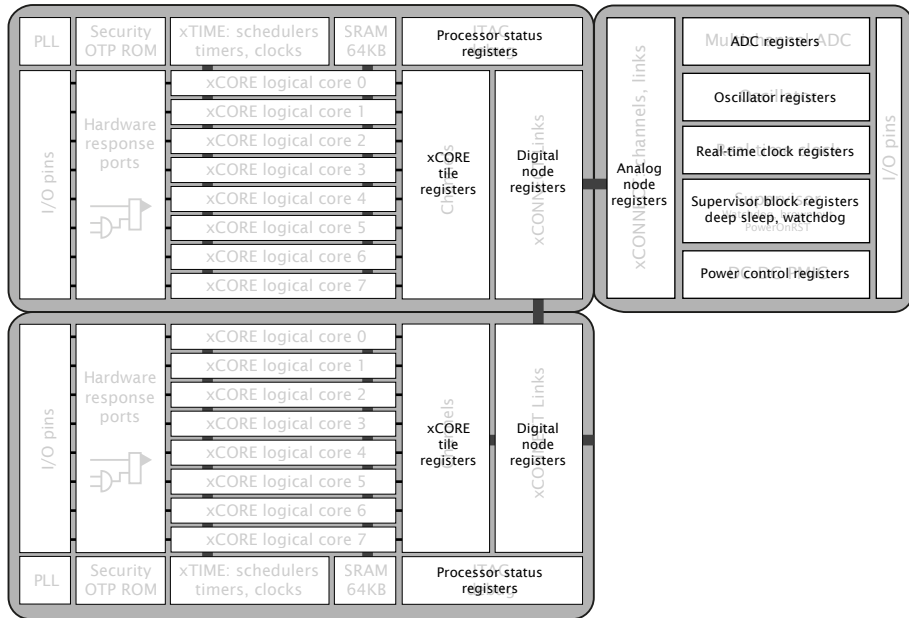 PLL
Security
OTP ROM
xTIME: schedulers
timers, clocks
SRAM
64KB
Processor status
registers
I/O pins
Hardware
response
ports
xCORE logical core 0
xCORE logical core 1
xCORE logical core 2
xCORE logical core 3
xCORE logical core 4
xCORE logical core 5
xCORE logical core 6
xCORE logical core 7
xCORE
tile
registers
Digital
node
registers
Analog
node
registers
ADC registers
Oscillator registers
Real-time clock registers
Supervisor block registers
deep sleep, watchdog
PowerOnRST
Power control registers
I/O pins
I/O pins
Hardware
response
ports
xCORE logical core 0
xCORE logical core 1
xCORE logical core 2
xCORE logical core 3
xCORE logical core 4
xCORE logical core 5
xCORE logical core 6
xCORE logical core 7
xCORE
tile
registers
Digital
node
registers
PLL
Security
OTP ROM
xTIME: schedulers
timers, clocks
SRAM
64KB
Processor status
registers